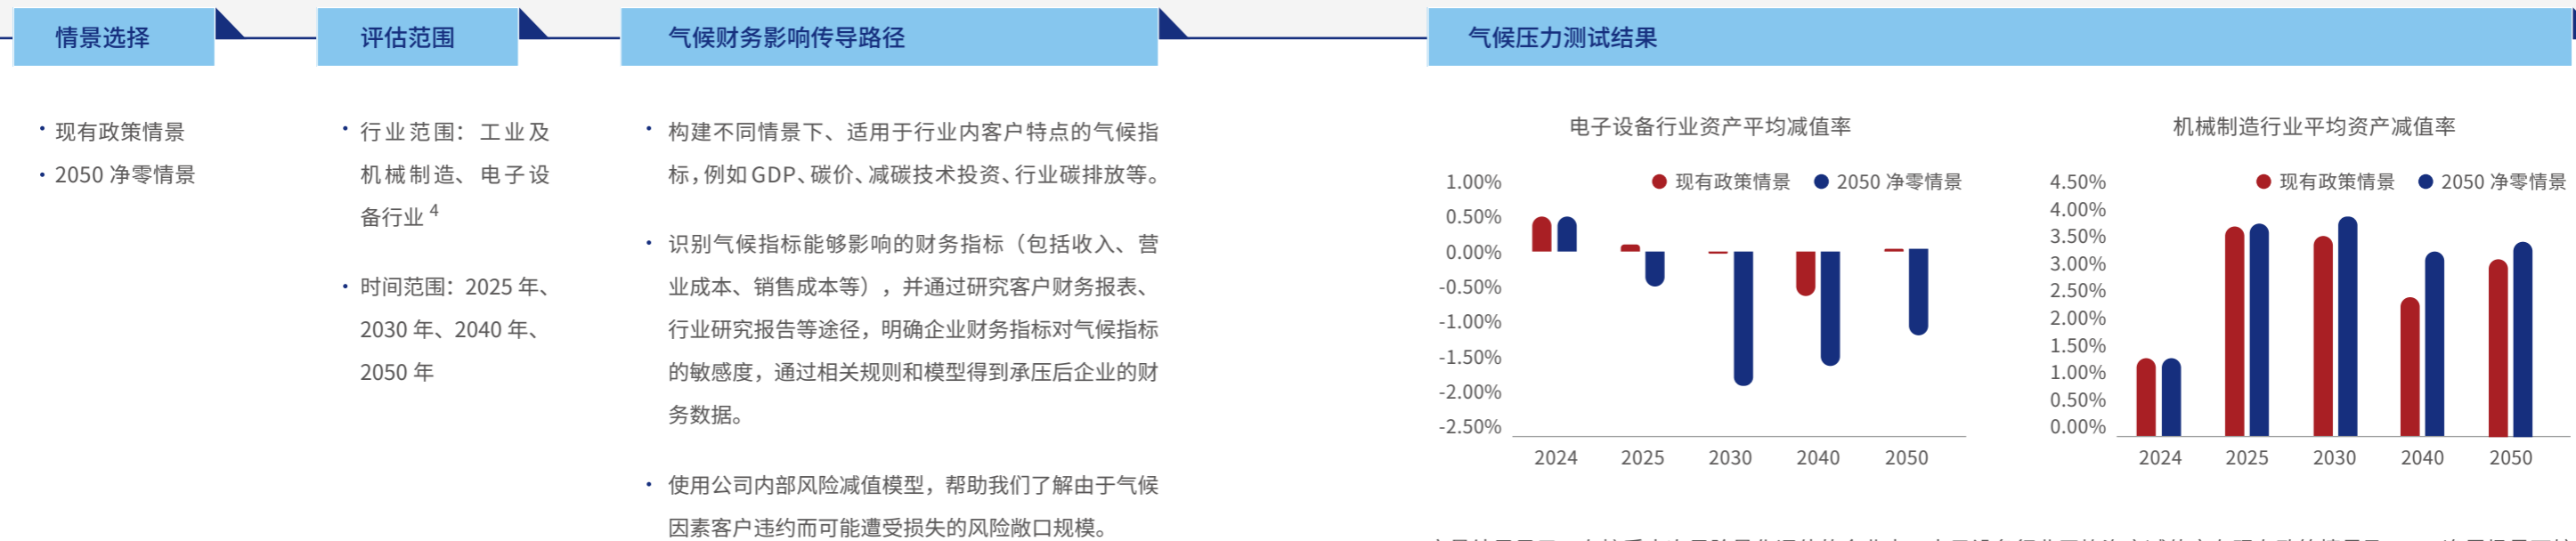 情景选择
现有政策情景
2050 净零情景
评估范围
行业范围：工业及
机械制造、电子设
备行业 4
时间范围：2025 年、
2030 年、2040 年、
2050 年
气候财务影响传导路径
构建不同情景下、适用于行业内客户特点的气候指
标，例如 GDP、碳价、减碳技术投资、行业碳排放等。
识别气候指标能够影响的财务指标（包括收入、营
业成本、销售成本等），并通过研究客户财务报表、
行业研究报告等途径，明确企业财务指标对气候指标
的敏感度，通过相关规则和模型得到承压后企业的财
务数据。
使用公司内部风险减值模型，帮助我们了解由于气候
因素客户违约而可能遭受损失的风险敞口规模。
气候压力测试结果
电子设备行业资产平均减值率
现有政策情景 2050 净零情景
1.00%
0.50%
0.00%
-0.50%
-1.00%
-1.50%
-2.00%
-2.50%
2024 2025 2030 2040 2050
机械制造行业平均资产减值率
现有政策情景 2050 净零情景
4.50%
4.00%
3.50%
3.00%
2.50%
2.00%
1.50%
1.00%
0.50%
0.00%
2024 2025 2030 2040 2050